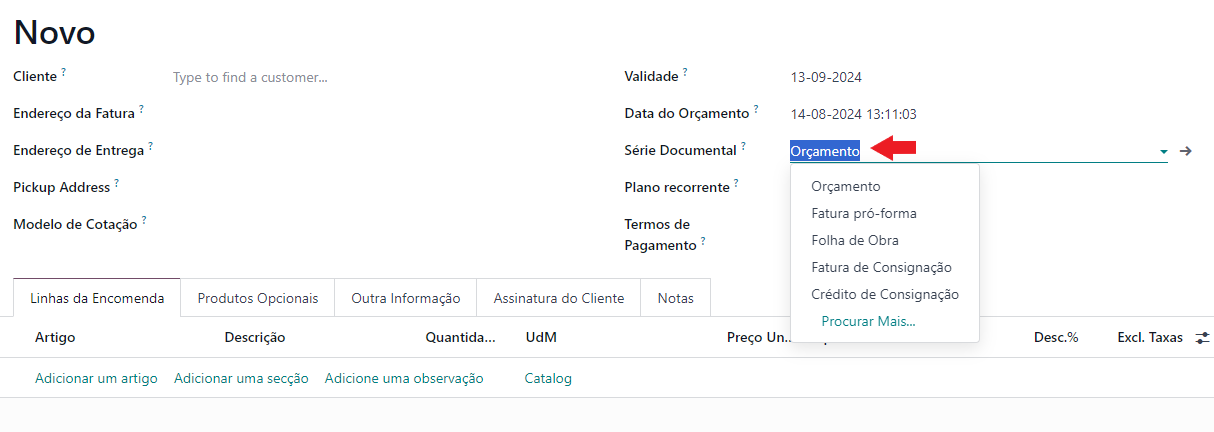 Novo
Cliente ? Type to find a customer...
Endereço da Fatura ?
Endereço de Entrega ?
Pickup Address ?
Modelo de Cotação ?
Validade ? 13-09-2024
Data do Orçamento ? 14-08-2024 13:11:03
Série Documental ? Orçamento
Plano recorrente ?
Termos de
Pagamento ?
Orçamento
Fatura pró-forma
Folha de Obra
Fatura de Consignação
Crédito de Consignação
Procurar Mais...
Linhas da Encomenda Produtos Opcionais Outra Informação Assinatura do Cliente Notas
Artigo Descrição Quantida... UdM Preço Un... Desc.% Excl. Taxas
Adicionar um artigo Adicionar uma secção Adicione uma observação Catalog